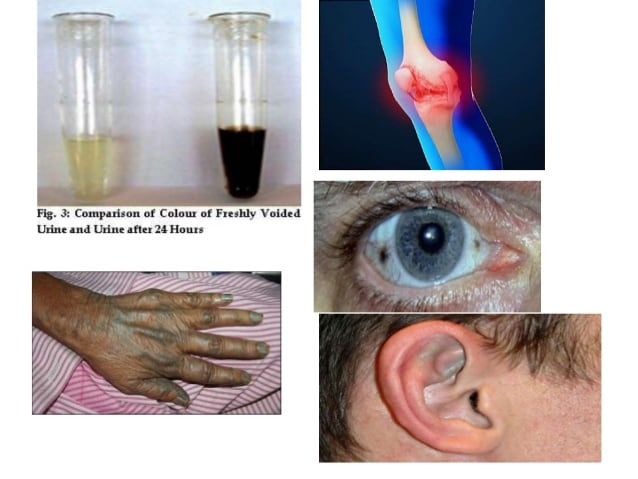 Fig. 3: Comparison of Colour of Freshly Voided
Urine and Urine after 24 Hours